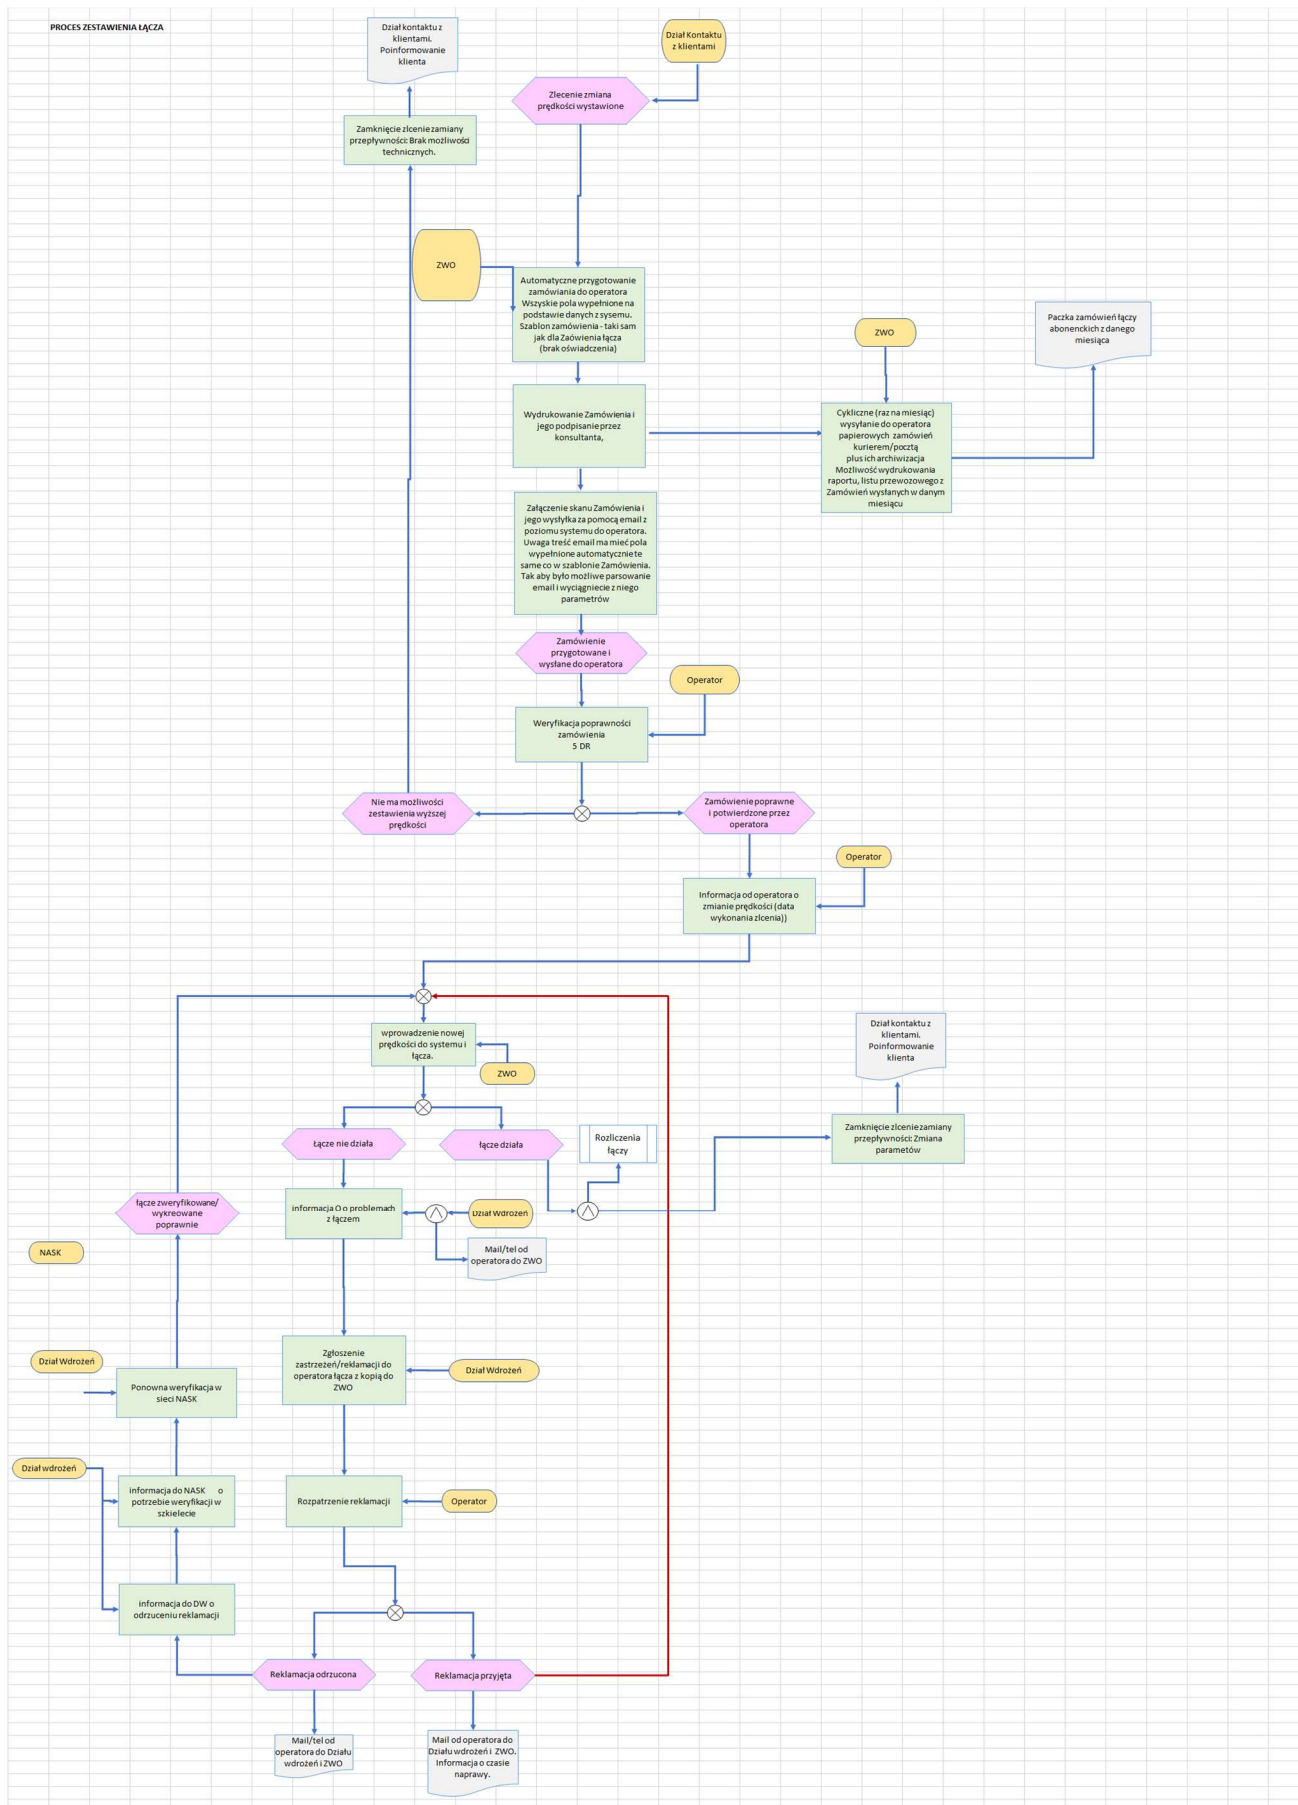 PROCES ZESTAWIENIA ŁĄCZA
Dział kontaktu z
klientami.
Poinformowanie
klienta
Dział Kontaktu
z klientami
Zlecenie zmiana
prędkości wystawione
Zamknięcie zlcenie zamiany
przepływności: Brak możliwości
technicznych.
ZWO
Automatyczne przygotowanie
zamówiania do operatora
Wszyskie pola wypełnione na
podstawie danych z sysemu.
Szablon zamówienia - taki sam
jak dla Zaówienia łącza
(brak oświadczenia)
ZWO
Paczka zamówień łączy
abonenckich z danego
miesiąca
Wydrukowanie Zamówienia i
jego podpisanie przez
konsultanta,
Cykliczne (raz na miesiąc)
wysyłanie do operatora
papierowych zamówień
kurierem/pocztą
plus ich archiwizacja
Możliwość wydrukowania
raportu, listu przewozowego z
Zamówień wysłanych w danym
miesiącu
Załączenie skanu Zamówienia i
jego wysłyłka za pomocą email z
poziomu systemu do operatora.
Uwaga treść email ma mieć pola
wypełnione automatycznie te
same co w szablonie Zamówienia.
Tak aby było możliwe parsowanie
email i wyciągniecie z niego
parametrów
Zamówienie
przygotowane i
wysłane do operatora
Operator
Weryfikacja poprawności
zamówienia
5 DR
Nie ma możliwości
zestawienia wyższej
prędkości
Zamówienie poprawne
i potwierdzone przez
operatora
Operator
Informacja od operatora o
zmianie prędkości (data
wykonania zlcenia))
wprowadzenie nowej
prędkości do systemu i
łącza.
ZWO
Dział kontaktu z
klientami.
Poinformowanie
klienta
Łącze nie działa
łącze działa
Rozliczenia
łączy
Zamknięcie zlcenie zamiany
przepływności: Zmiana
parametów
łącze zweryfikowane/
wykreowane
poprawnie
informacja O o problemach
z łączem
Dział Wdrożeń
Mail/tel od
operatora do ZWO
NASK
Dział Wdrożeń
Ponowna weryfikacja w
sieci NASK
Zgłoszenie
zastrzeżeń/reklamacji do
operatora łącza z kopią do
ZWO
Dział Wdrożeń
Dział wdrożeń
informacja do NASK o
potrzebie weryfikacji w
szkielecie
Rozpatrzenie reklamacji
Operator
informacja do DW o
odrzuceniu reklamacji
Reklamacja odrzucona
Reklamacja przyjęta
Mail/tel od
operatora do Działu
wdrożeń i ZWO
Mail od operatora do
Działu wdrożeń i ZWO.
Informacja o czasie
naprawy.